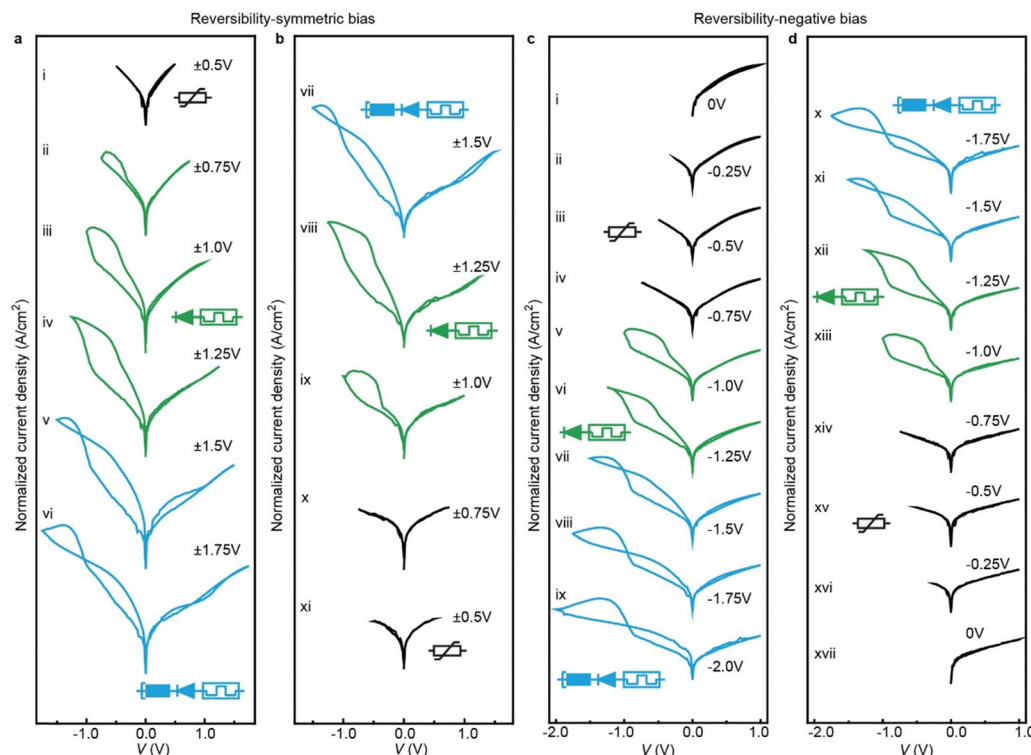 Reversibility-symmetric bias
Reversibility-negative bias
a
b
c
d
Normalized current density (A/cm²)
i
±0.5V
ii
±0.75V
iii
±1.0V
iv
±1.25V
v
±1.5V
vi
±1.75V
-1.0 0.0 1.0
V (V)
Normalized current density (A/cm²)
vii
±1.5V
viii
±1.25V
ix
±1.0V
x
±0.75V
xi
±0.5V
-1.0 0.0 1.0
V (V)
Normalized current density (A/cm²)
i
0V
ii
-0.25V
iii
-0.5V
iv
-0.75V
v
-1.0V
vi
-1.25V
vii
-1.5V
viii
-1.75V
ix
-2.0V
-2.0 -1.0 0.0 1.0
V (V)
Normalized current density (A/cm²)
x
-1.75V
xi
-1.5V
xii
-1.25V
xiii
-1.0V
xiv
-0.75V
xv
-0.5V
xvi
-0.25V
xvii
0V
-2.0 -1.0 0.0 1.0
V (V)